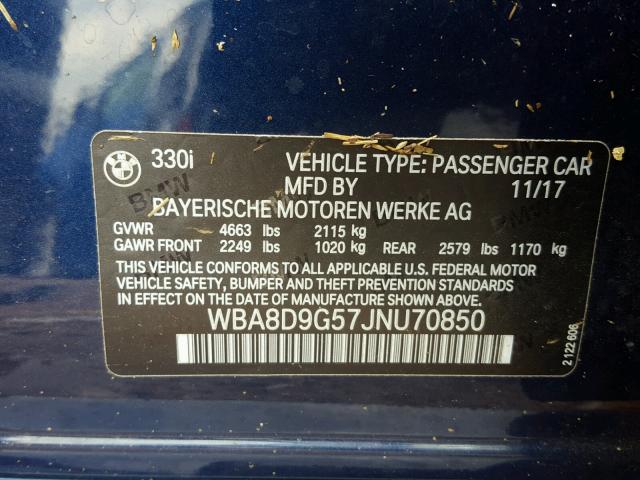 330i VEHICLE TYPE: PASSENGER CAR
MFD BY 11/17
BAYERISCHE MOTOREN WERKE AG
GVWR 4663 lbs 2115 kg
GAWR FRONT 2249 lbs 1020 kg REAR 2579 lbs 1170 kg
THIS VEHICLE CONFORMS TO ALL APPLICABLE U.S. FEDERAL MOTOR
VEHICLE SAFETY, BUMPER, AND THEFT PREVENTION STANDARDS
IN EFFECT ON THE DATE OF MANUFACTURE SHOWN ABOVE.
WBA8D9G57JNU70850
2 122 606